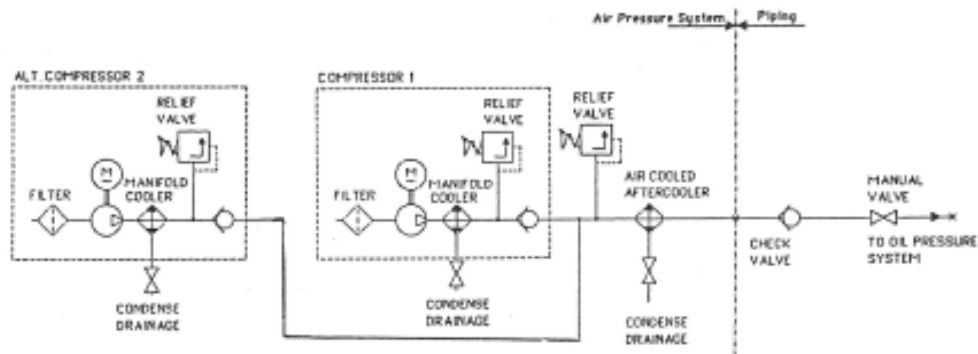 Air Pressure System
Piping
ALT. COMPRESSOR 2
COMPRESSOR 1
RELIEF
VALVE
RELIEF
VALVE
RELIEF
VALVE
M
M
FILTER
MANIFOLD
COOLER
FILTER
MANIFOLD
COOLER
AIR COOLED
AFTERCOOLER
MANUAL
VALVE
CHECK
VALVE
TO OIL PRESSURE
SYSTEM
CONDENSE
DRAINAGE
CONDENSE
DRAINAGE
CONDENSE
DRAINAGE